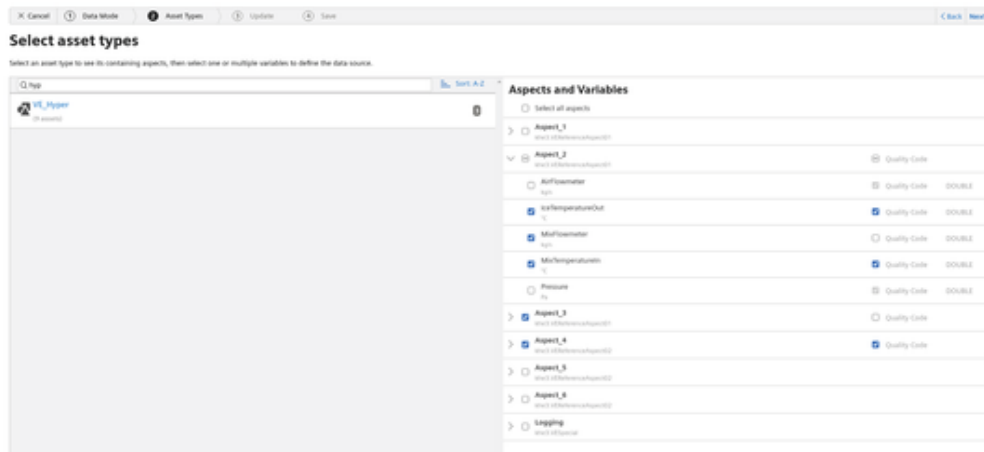 Cancel 1 Data Mode 2 Asset Types 3 Update 4 Save < Back Next
Select asset types
Select an asset type to see its containing aspects, then select one or multiple variables to define the data source.
hyp Sort: A-Z
VE_Hyper
Aspects and Variables
Select all aspects
Aspect_1
Aspect_2
Quality Code
AirFlowmeter
kg/s
Quality Code DOUBLE
IceTemperatureOut
°C
Quality Code DOUBLE
MixFlowmeter
kg/s
Quality Code DOUBLE
MixTemperatureIn
°C
Quality Code DOUBLE
Pressure
Pa
Quality Code DOUBLE
Aspect_3
Quality Code
Aspect_4
Quality Code
Aspect_5
Aspect_6
Logging